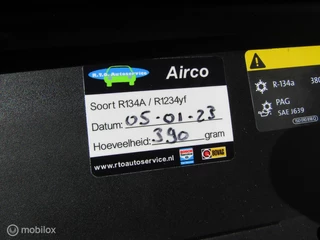 Airco
Soort R134A / R1234yf
Datum: 05-01-23
Hoeveelheid: 390 gram
www.rtoautoservice.nl
BOVAG
R-134a
PAG
SAE J639
mobilox